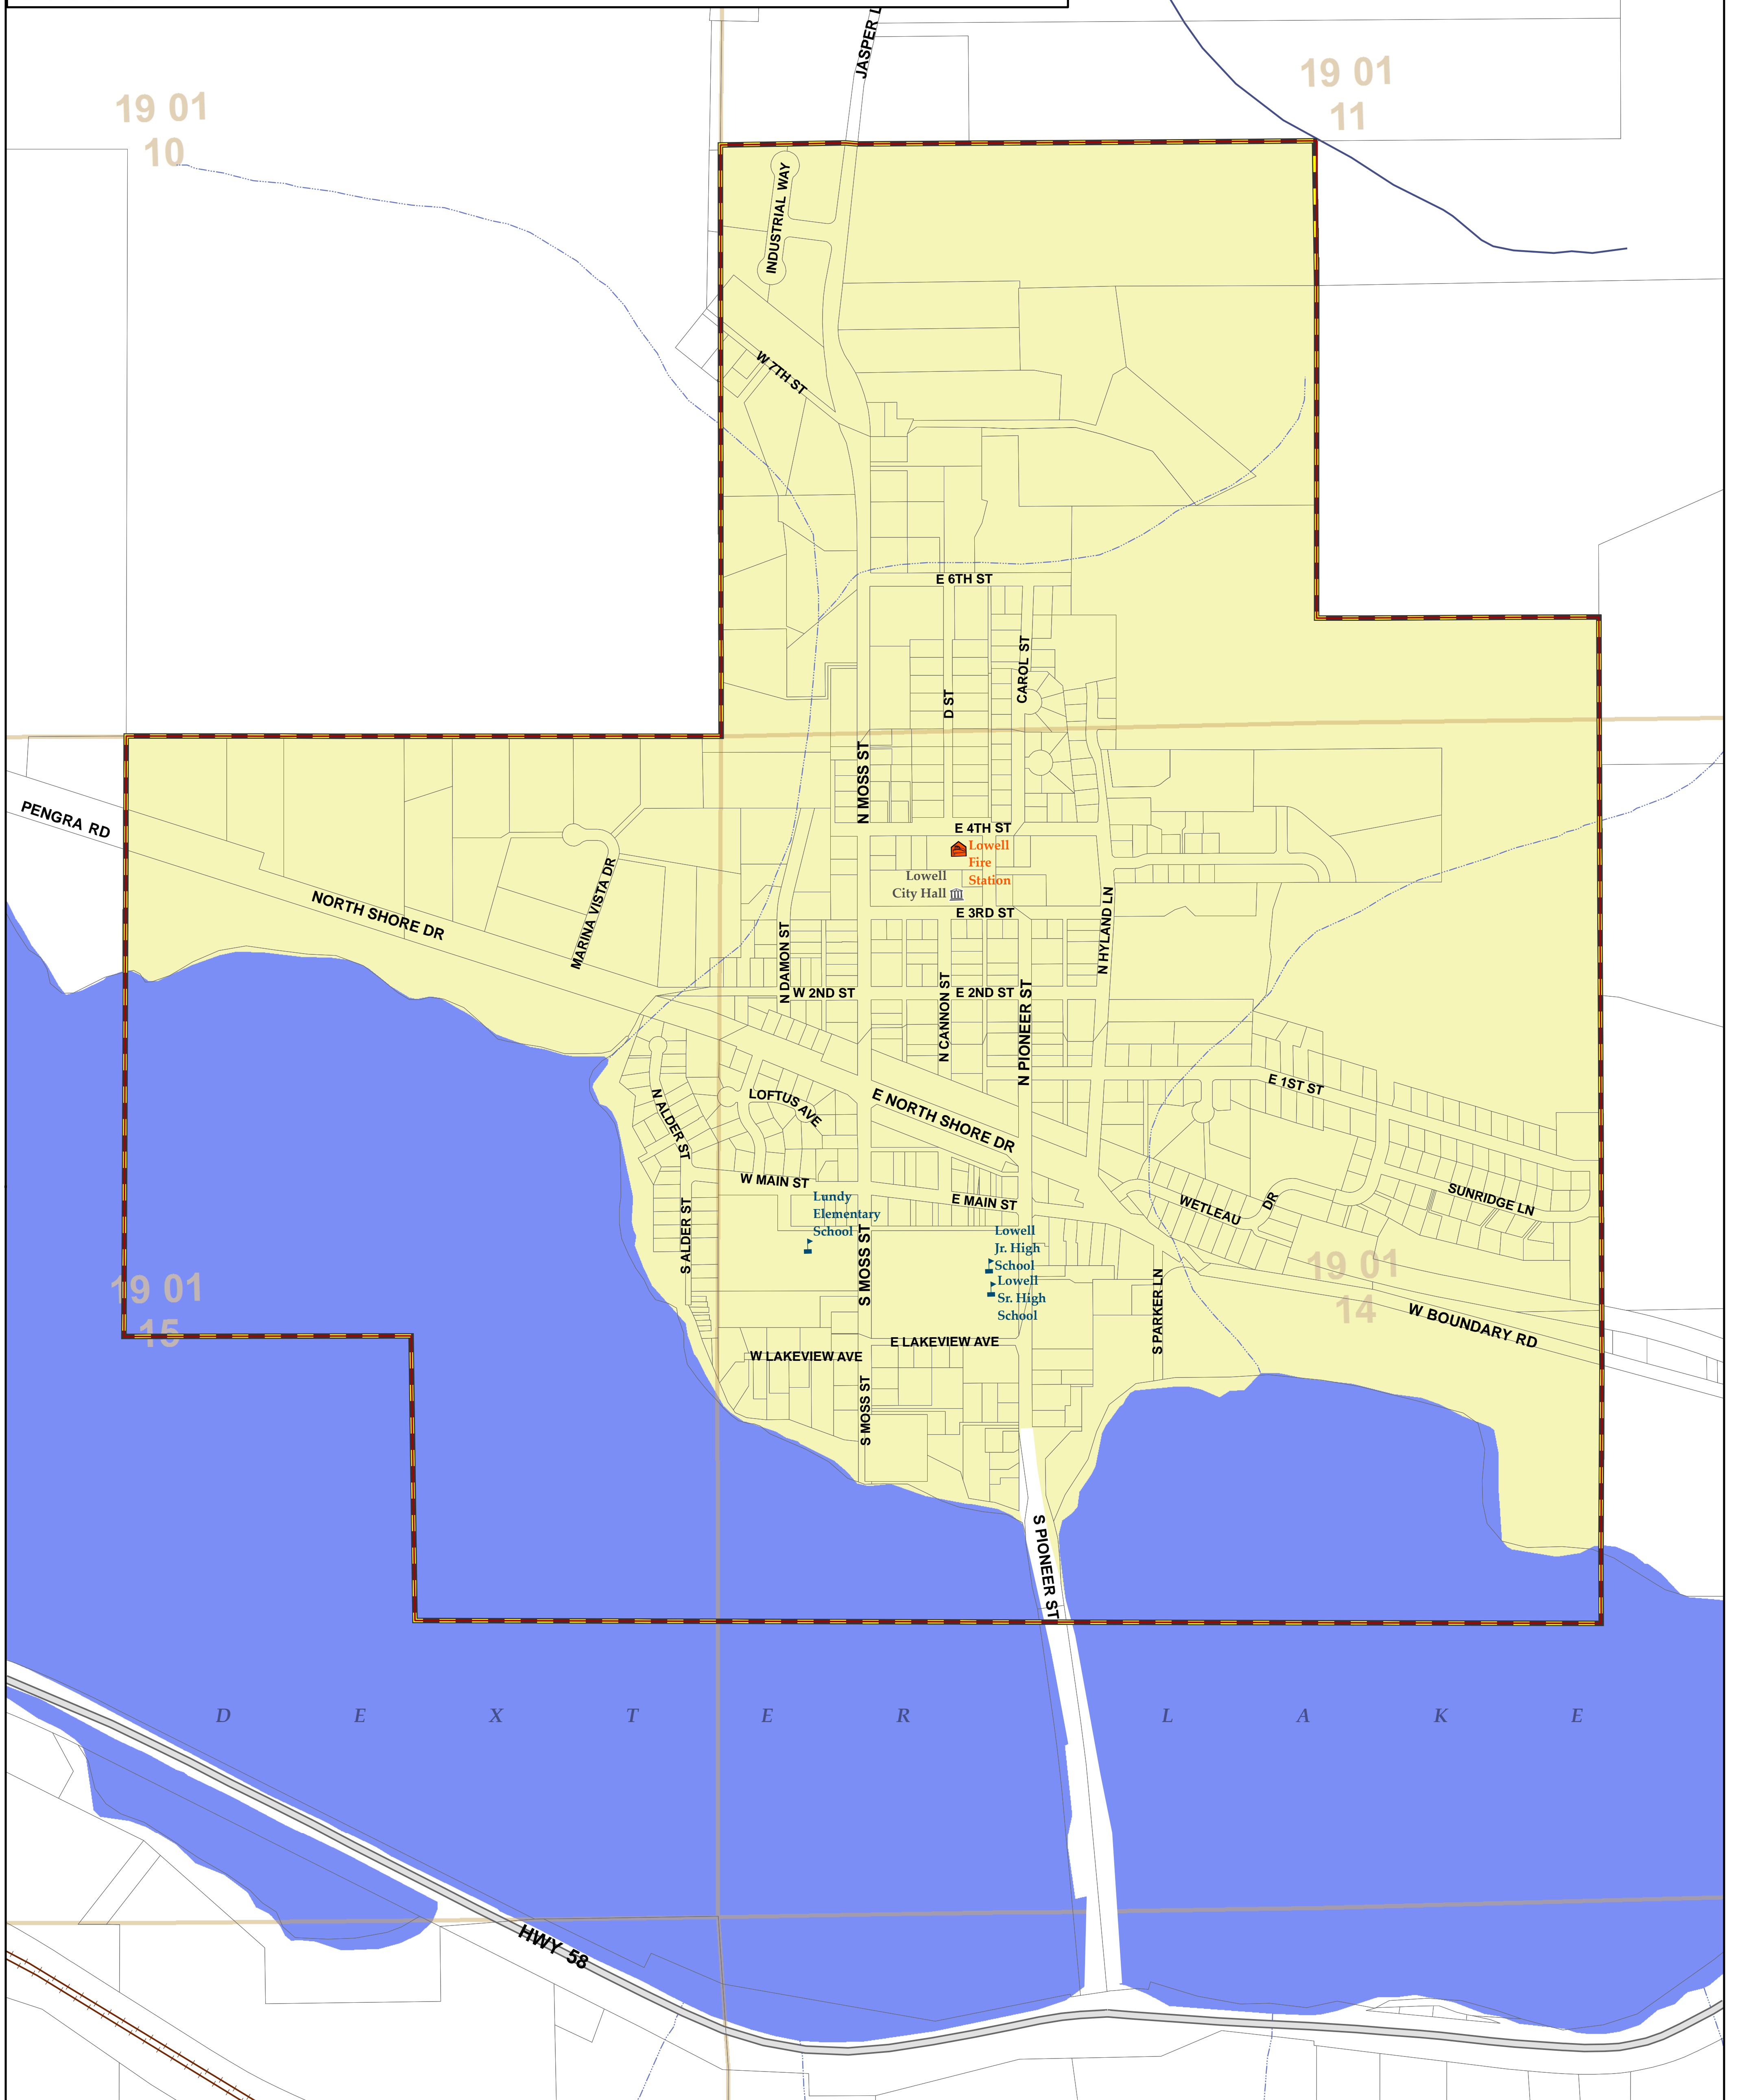 JASPER L
19 01
10
19 01
11
INDUSTRIAL WAY
W 7TH ST
E 6TH ST
CAROL ST
D ST
N MOSS ST
PENGRA RD
E 4TH ST
Lowell
Fire
Station
Lowell
City Hall
NORTH SHORE DR
MARINA VISTA DR
E 3RD ST
N HYLAND LN
N DAMON ST
W 2ND ST
E 2ND ST
N CANNON ST
N PIONEER ST
E 1ST ST
N ALDER ST
LOFTUS AVE
E NORTH SHORE DR
W MAIN ST
E MAIN ST
WETLEAU DR
SUNRIDGE LN
Lundy
Elementary
School
S ALDER ST
S MOSS ST
Lowell
Jr. High
School
Lowell
Sr. High
School
19 01
15
19 01
14
S PARKER LN
W BOUNDARY RD
E LAKEVIEW AVE
W LAKEVIEW AVE
S MOSS ST
S PIONEER ST
DEXTER LAKE
HWY 58